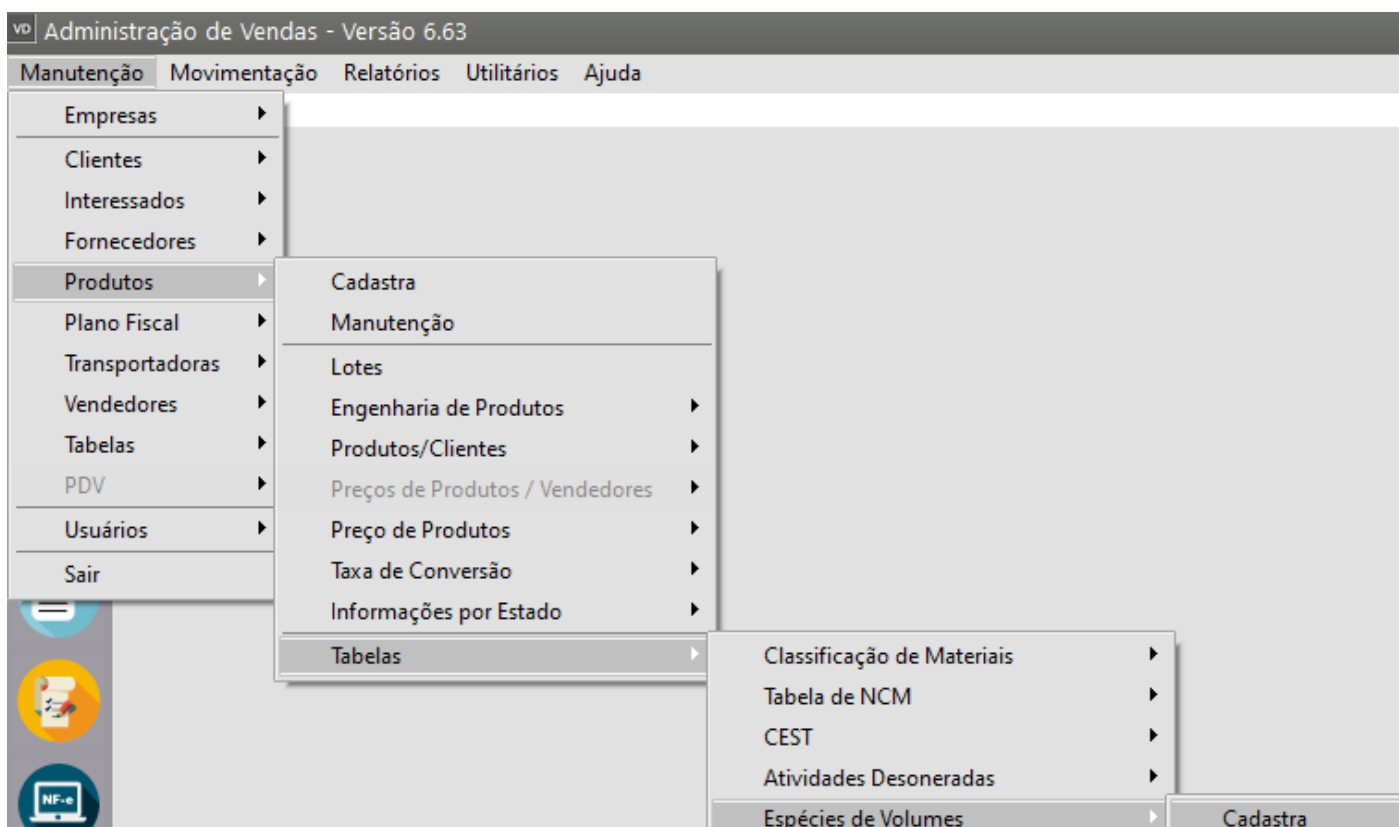 VD Administração de Vendas - Versão 6.63
Manutenção Movimentação Relatórios Utilitários Ajuda
Empresas
Clientes
Interessados
Fornecedores
Produtos
Plano Fiscal
Transportadoras
Vendedores
Tabelas
PDV
Usuários
Sair
Cadastra
Manutenção
Lotes
Engenharia de Produtos
Produtos/Clientes
Preços de Produtos / Vendedores
Preço de Produtos
Taxa de Conversão
Informações por Estado
Tabelas
Classificação de Materiais
Tabela de NCM
CEST
Atividades Desoneradas
Espécies de Volumes
Cadastra
NF-e